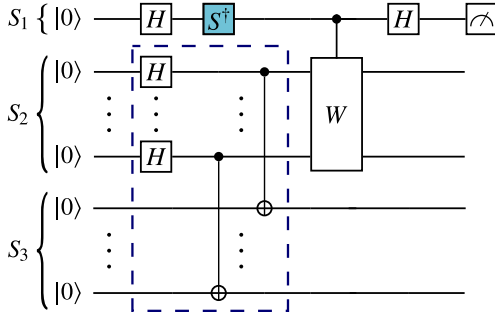 S₁ { |0⟩ H S† H
|0⟩ H
S₂ { W
|0⟩ H
|0⟩
S₃ {
|0⟩